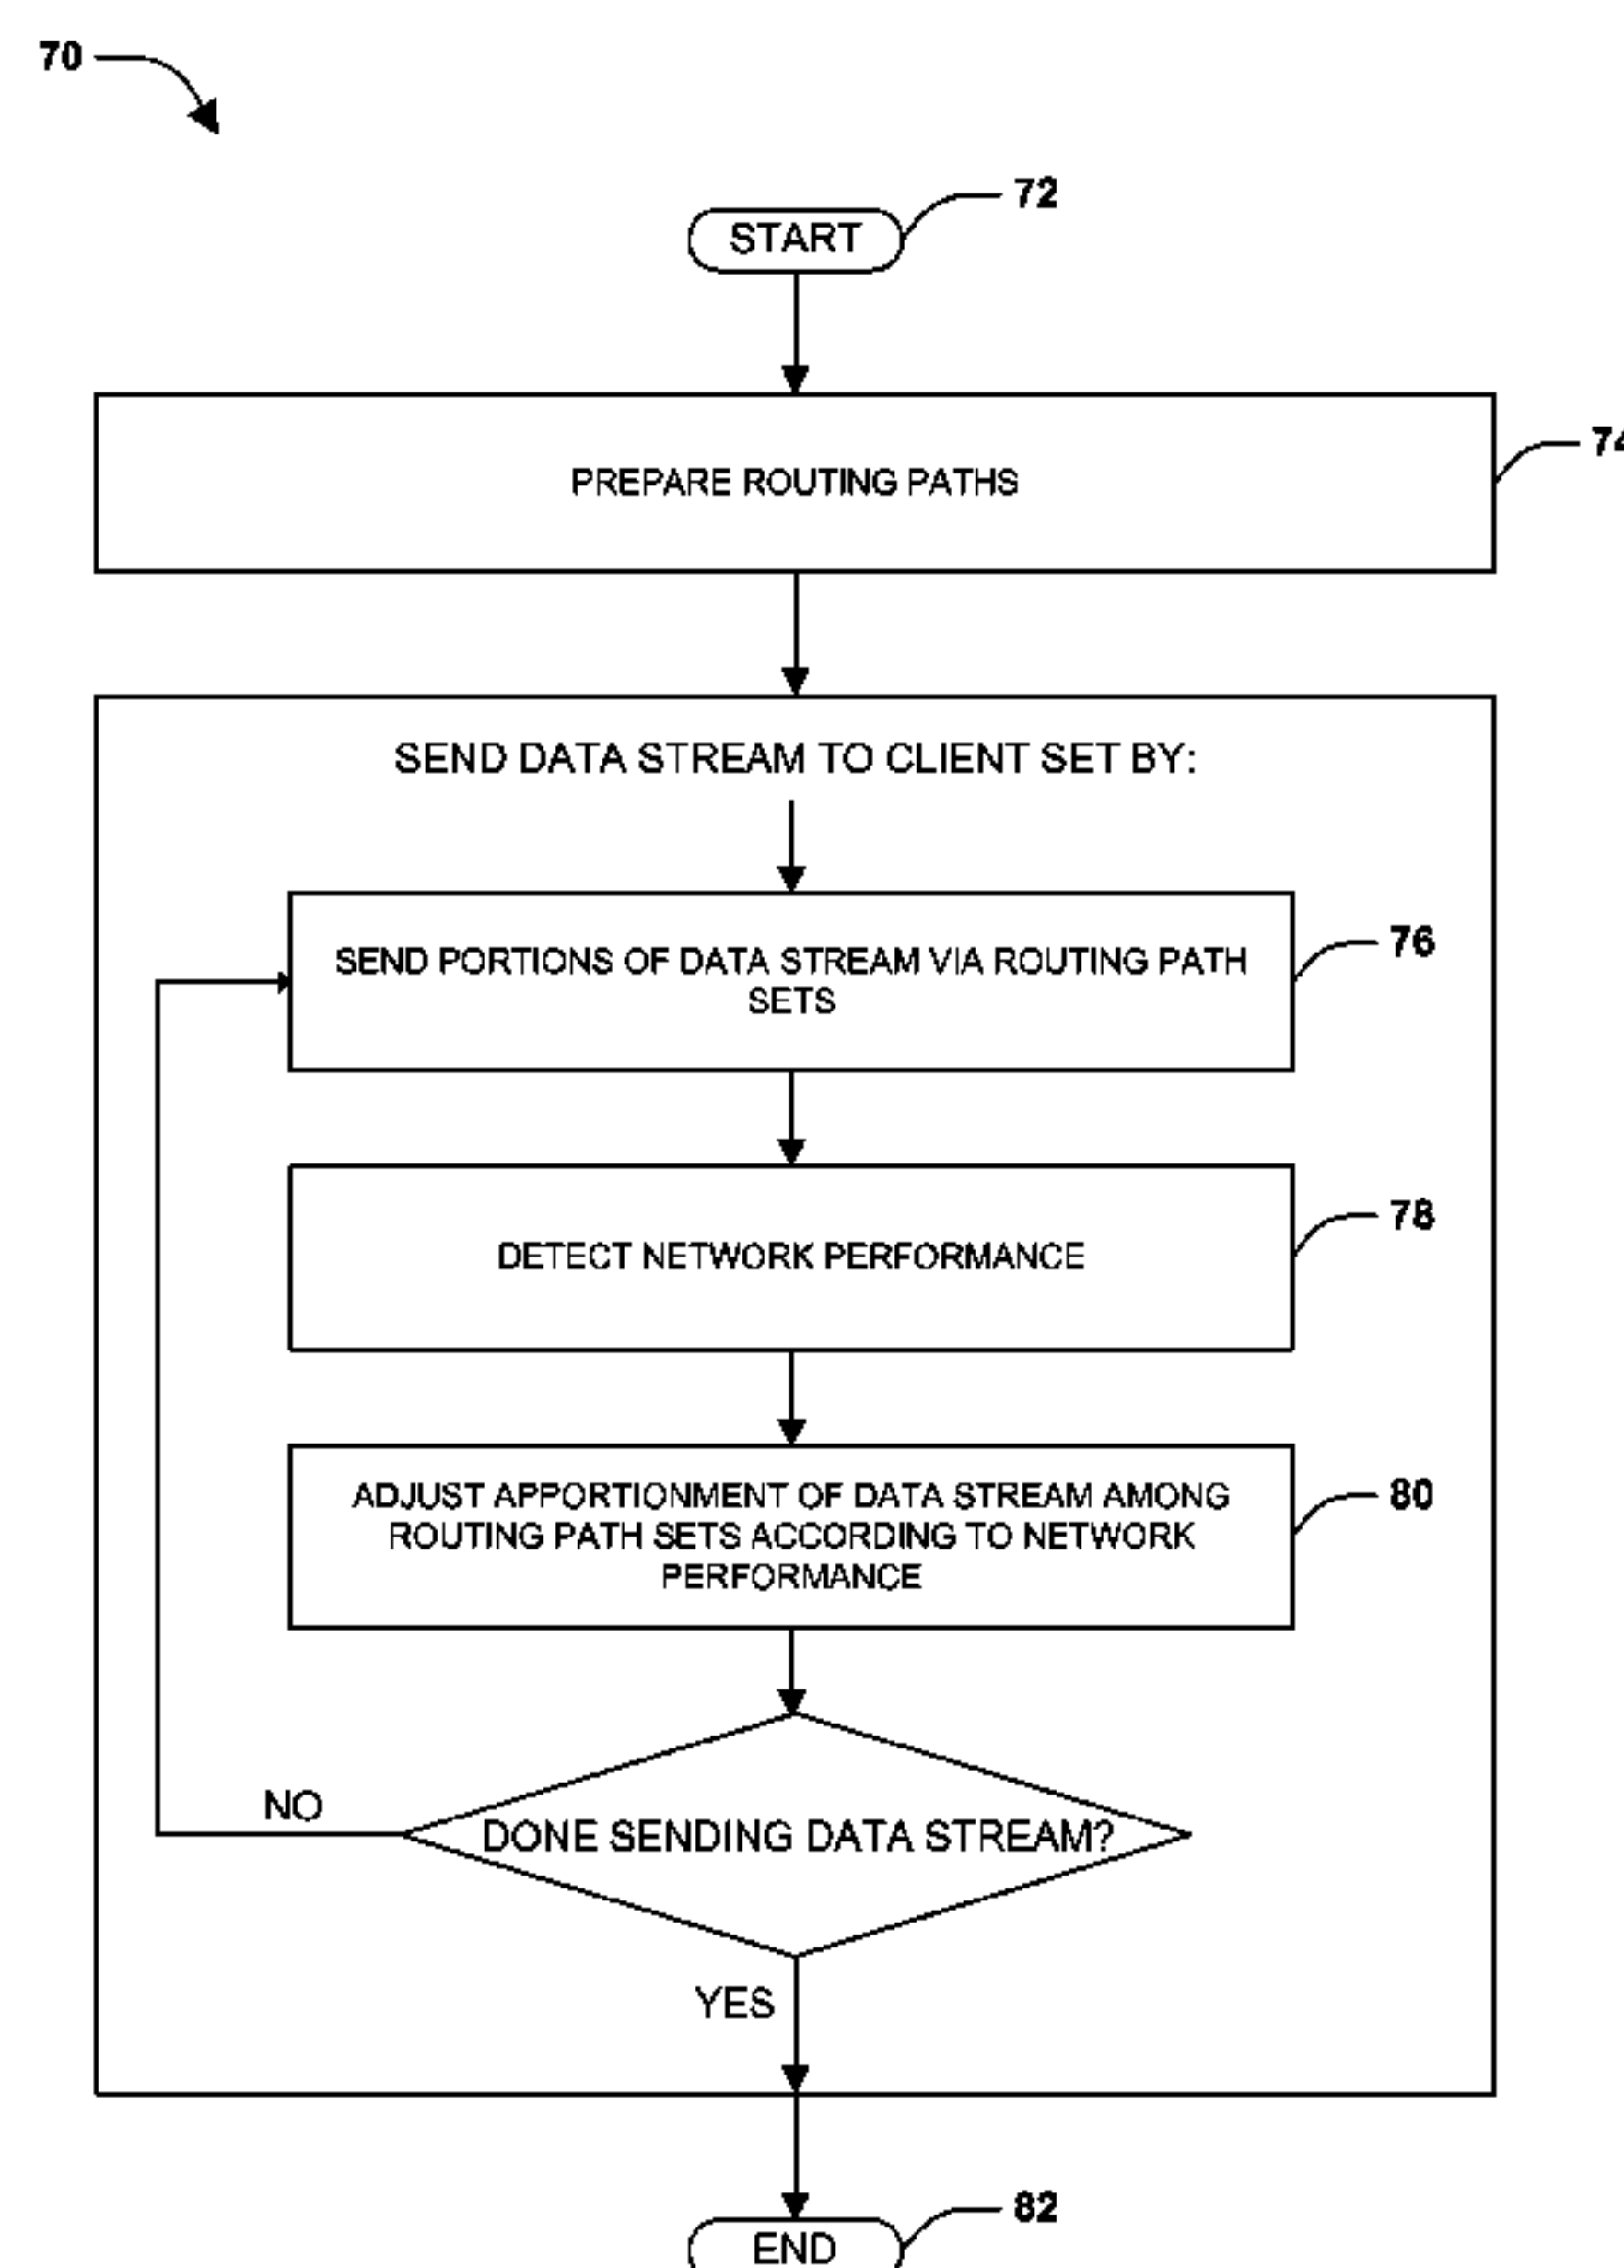 70
72
START
74
PREPARE ROUTING PATHS
SEND DATA STREAM TO CLIENT SET BY:
76
SEND PORTIONS OF DATA STREAM VIA ROUTING PATH
SETS
78
DETECT NETWORK PERFORMANCE
80
ADJUST APPORTIONMENT OF DATA STREAM AMONG
ROUTING PATH SETS ACCORDING TO NETWORK
PERFORMANCE
NO
DONE SENDING DATA STREAM?
YES
82
END